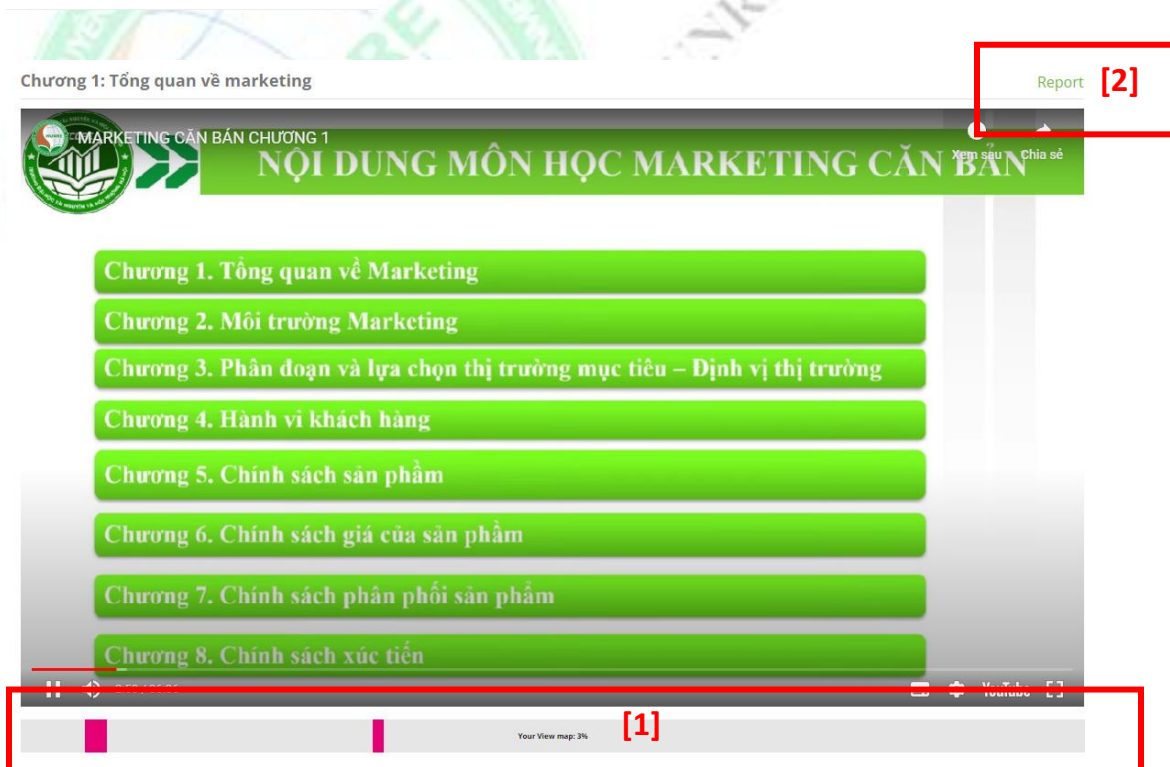 Chương 1: Tổng quan về marketing
Report
[2]
MARKETING CĂN BẢN CHƯƠNG 1
Xem sau
Chia sẻ
NỘI DUNG MÔN HỌC MARKETING CĂN BẢN
Chương 1. Tổng quan về Marketing
Chương 2. Môi trường Marketing
Chương 3. Phân đoạn và lựa chọn thị trường mục tiêu – Định vị thị trường
Chương 4. Hành vi khách hàng
Chương 5. Chính sách sản phẩm
Chương 6. Chính sách giá của sản phẩm
Chương 7. Chính sách phân phối sản phẩm
Chương 8. Chính sách xúc tiến
YouTube
Your View map: 3%
[1]